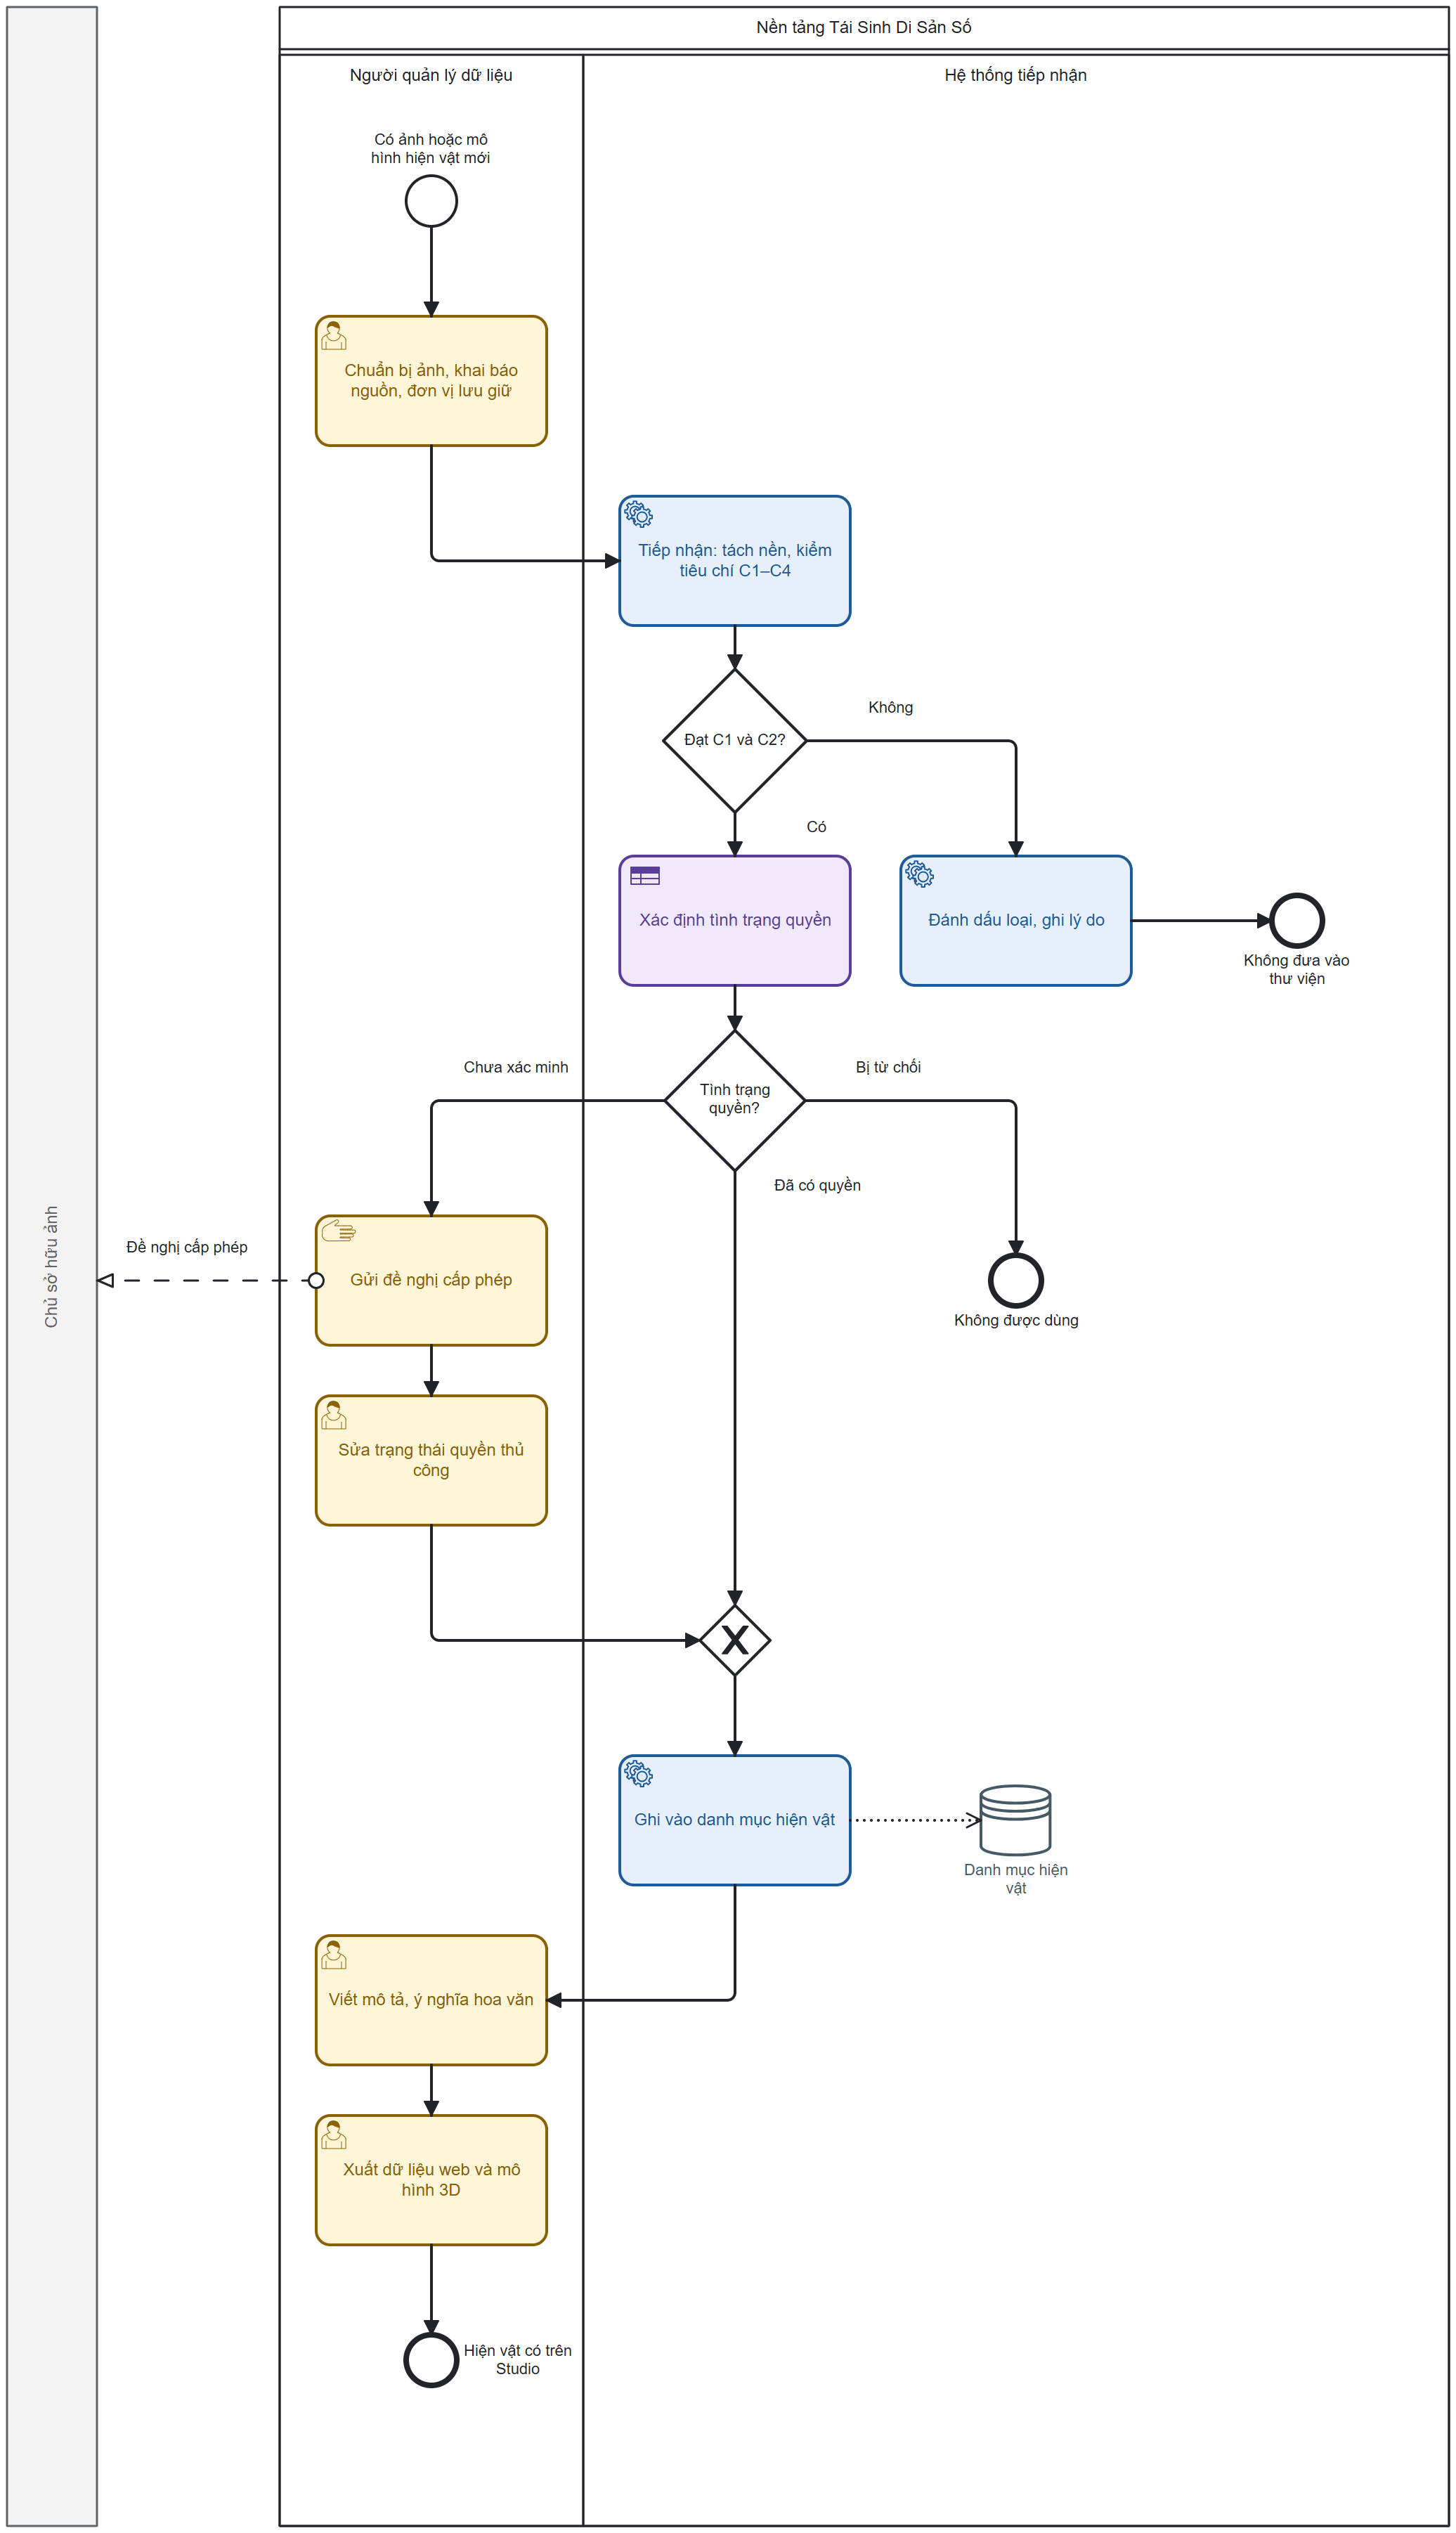 Nền tảng Tái Sinh Di Sản Số
Người quản lý dữ liệu
Hệ thống tiếp nhận
Có ảnh hoặc mô
hình hiện vật mới
Chuẩn bị ảnh, khai báo
nguồn, đơn vị lưu giữ
Tiếp nhận: tách nền, kiểm
tiêu chí C1–C4
Không
Đạt C1 và C2?
Có
Xác định tình trạng quyền
Đánh dấu loại, ghi lý do
Không đưa vào
thư viện
Chưa xác minh
Bị từ chối
Tình trạng
quyền?
Đã có quyền
Chủ sở hữu ảnh
Đề nghị cấp phép
Gửi đề nghị cấp phép
Không được dùng
Sửa trạng thái quyền thủ
công
X
Ghi vào danh mục hiện vật
Danh mục hiện
vật
Viết mô tả, ý nghĩa hoa văn
Xuất dữ liệu web và mô
hình 3D
Hiện vật có trên
Studio